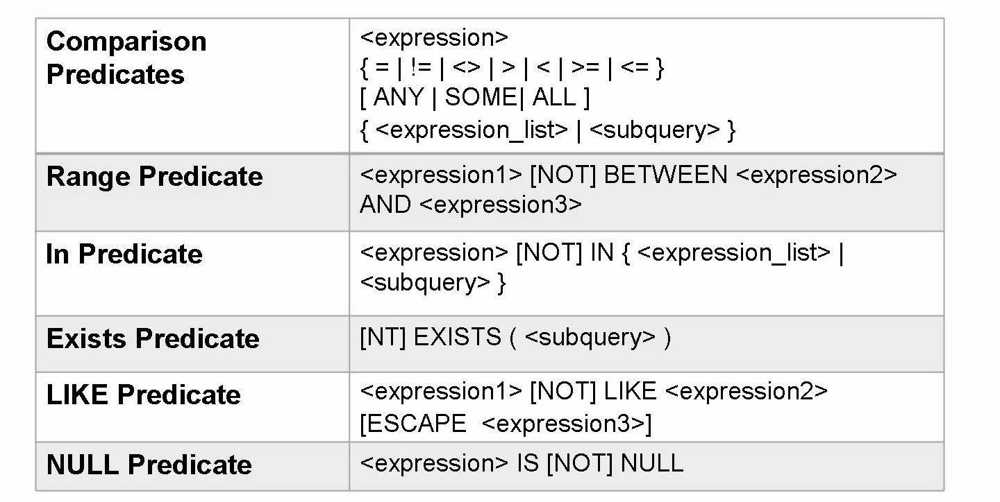 Comparison
Predicates
<expression>
{ = | != | <> | > | < | >= | <= }
[ ANY | SOME| ALL ]
{ <expression_list> | <subquery> }
Range Predicate
<expression1> [NOT] BETWEEN <expression2>
AND <expression3>
In Predicate
<expression> [NOT] IN { <expression_list> |
<subquery> }
Exists Predicate
[NT] EXISTS ( <subquery> )
LIKE Predicate
<expression1> [NOT] LIKE <expression2>
[ESCAPE  <expression3>]
NULL Predicate
<expression> IS [NOT] NULL